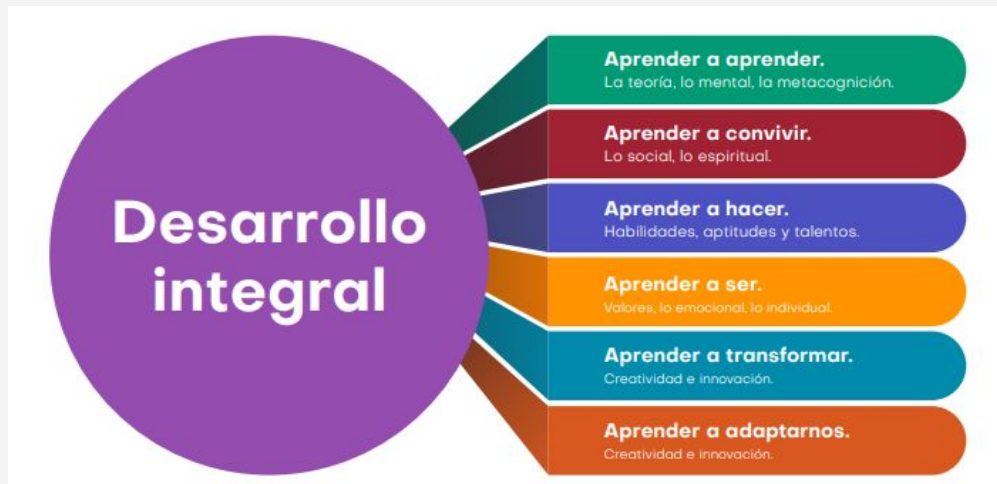 Desarrollo
integral
Aprender a aprender.
La teoría, lo mental, la metacognición.
Aprender a convivir.
Lo social, lo espiritual.
Aprender a hacer.
Habilidades, aptitudes y talentos.
Aprender a ser.
Valores, lo emocional, lo individual.
Aprender a transformar.
Creatividad e innovación.
Aprender a adaptarnos.
Creatividad e innovación.